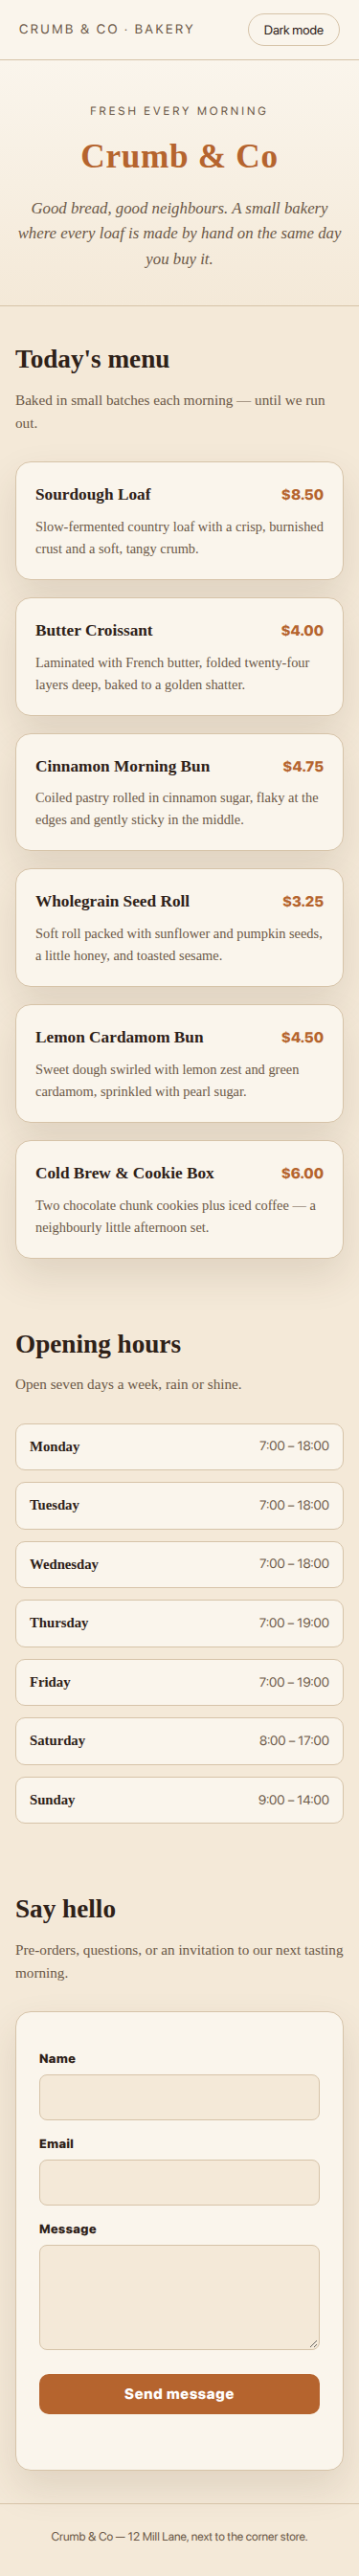 CRUMB & CO · BAKERY
Dark mode
FRESH EVERY MORNING
Crumb & Co
Good bread, good neighbours. A small bakery
where every loaf is made by hand on the same day
you buy it.
Today's menu
Baked in small batches each morning — until we run
out.
Sourdough Loaf $8.50
Slow-fermented country loaf with a crisp, burnished
crust and a soft, tangy crumb.
Butter Croissant $4.00
Laminated with French butter, folded twenty-four
layers deep, baked to a golden shatter.
Cinnamon Morning Bun $4.75
Coiled pastry rolled in cinnamon sugar, flaky at the
edges and gently sticky in the middle.
Wholegrain Seed Roll $3.25
Soft roll packed with sunflower and pumpkin seeds,
a little honey, and toasted sesame.
Lemon Cardamom Bun $4.50
Sweet dough swirled with lemon zest and green
cardamom, sprinkled with pearl sugar.
Cold Brew & Cookie Box $6.00
Two chocolate chunk cookies plus iced coffee — a
neighbourly little afternoon set.
Opening hours
Open seven days a week, rain or shine.
Monday 7:00 – 18:00
Tuesday 7:00 – 18:00
Wednesday 7:00 – 18:00
Thursday 7:00 – 19:00
Friday 7:00 – 19:00
Saturday 8:00 – 17:00
Sunday 9:00 – 14:00
Say hello
Pre-orders, questions, or an invitation to our next tasting
morning.
Name
Email
Message
Send message
Crumb & Co — 12 Mill Lane, next to the corner store.